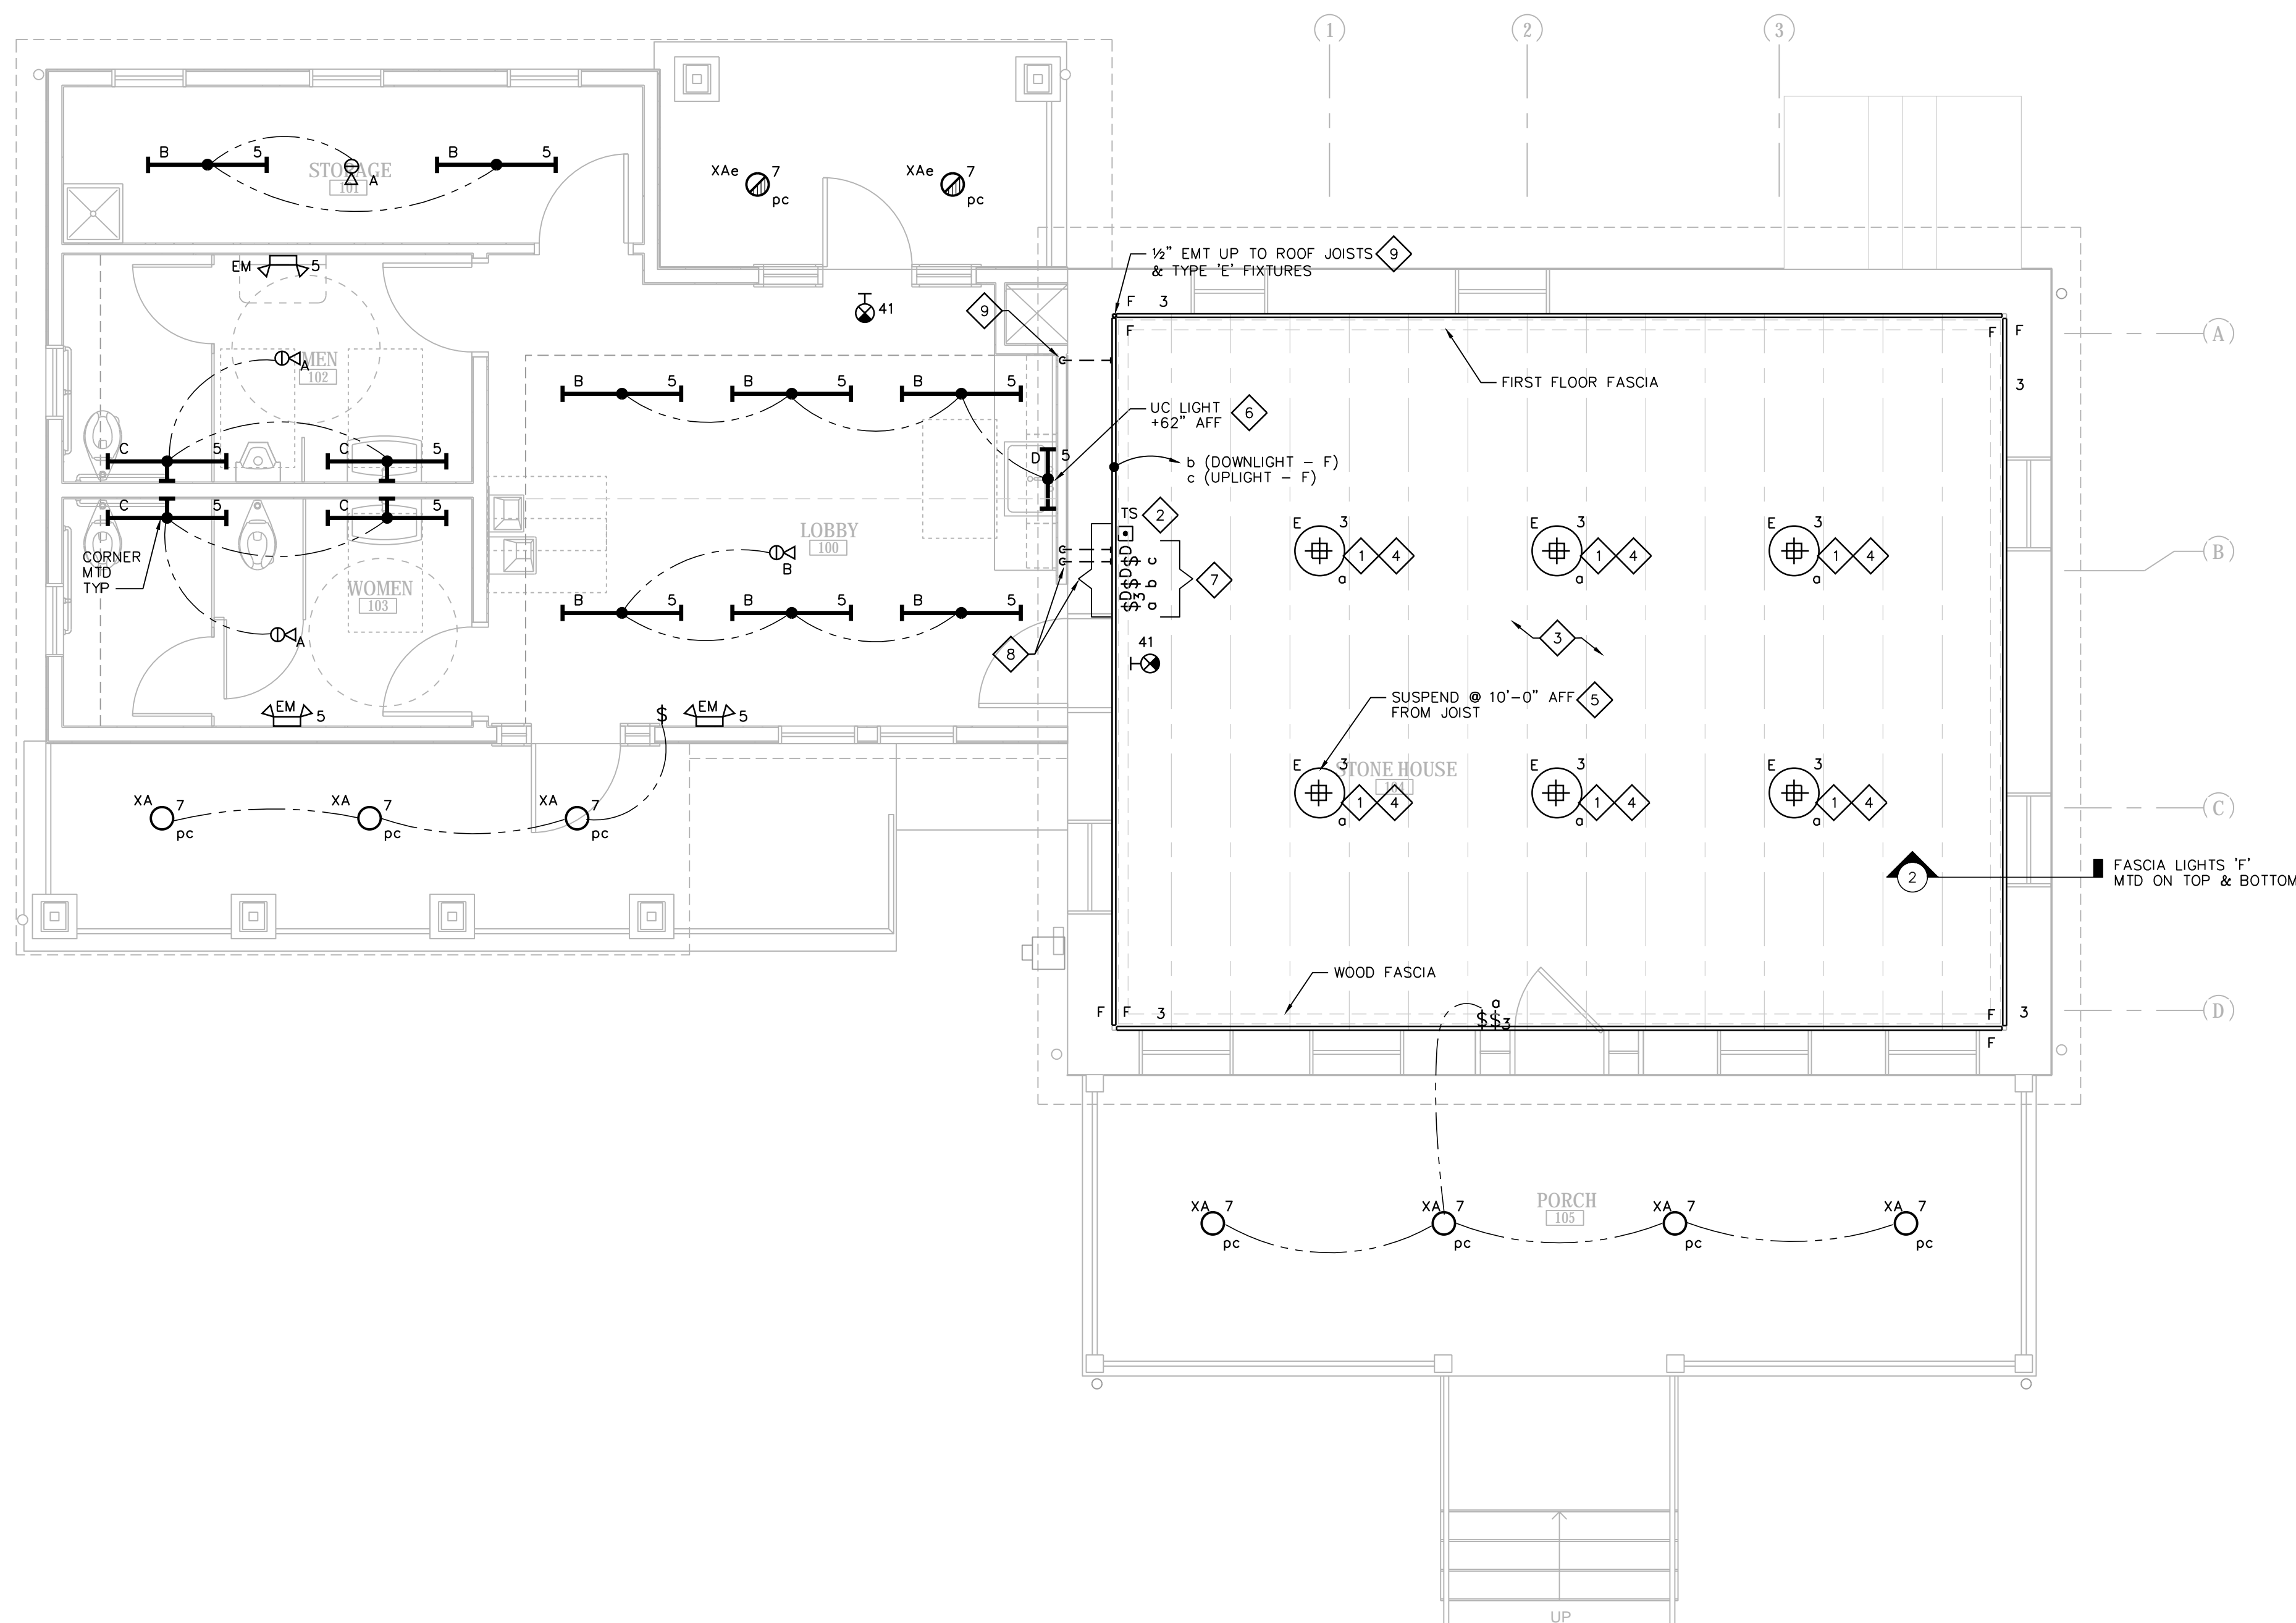 1 2 3
B 5 B 5
STORAGE
101
A
XAe 7
pc
XAe 7
pc
EM 5
41
9
½" EMT UP TO ROOF JOISTS 9
& TYPE 'E' FIXTURES
F 3
F
F F
A
3
FIRST FLOOR FASCIA
MEN
102
A
B 5 B 5 B 5
UC LIGHT 6
+62" AFF
C 5 C 5
D 5
b (DOWNLIGHT - F)
c (UPLIGHT - F)
C 5 C 5
TS 2
LOBBY
100
CORNER
MTD
TYP
WOMEN
103
A
B
$D c
$D b
$3D a
7
8
E 3 1 4
a
E 3 1 4
a
E 3 1 4
a
B
B 5 B 5 B 5
41
3
EM 5
$
EM 5
SUSPEND @ 10'-0" AFF 5
FROM JOIST
STONE HOUSE
104
E 3 1 4
a
E 3 1 4
a
E 3 1 4
a
C
XA 7
pc
XA 7
pc
XA 7
pc
2
FASCIA LIGHTS 'F'
MTD ON TOP & BOTTOM
WOOD FASCIA
F F 3
a
$$3
F 3
F
D
PORCH
105
XA 7
pc
XA 7
pc
XA 7
pc
XA 7
pc
UP